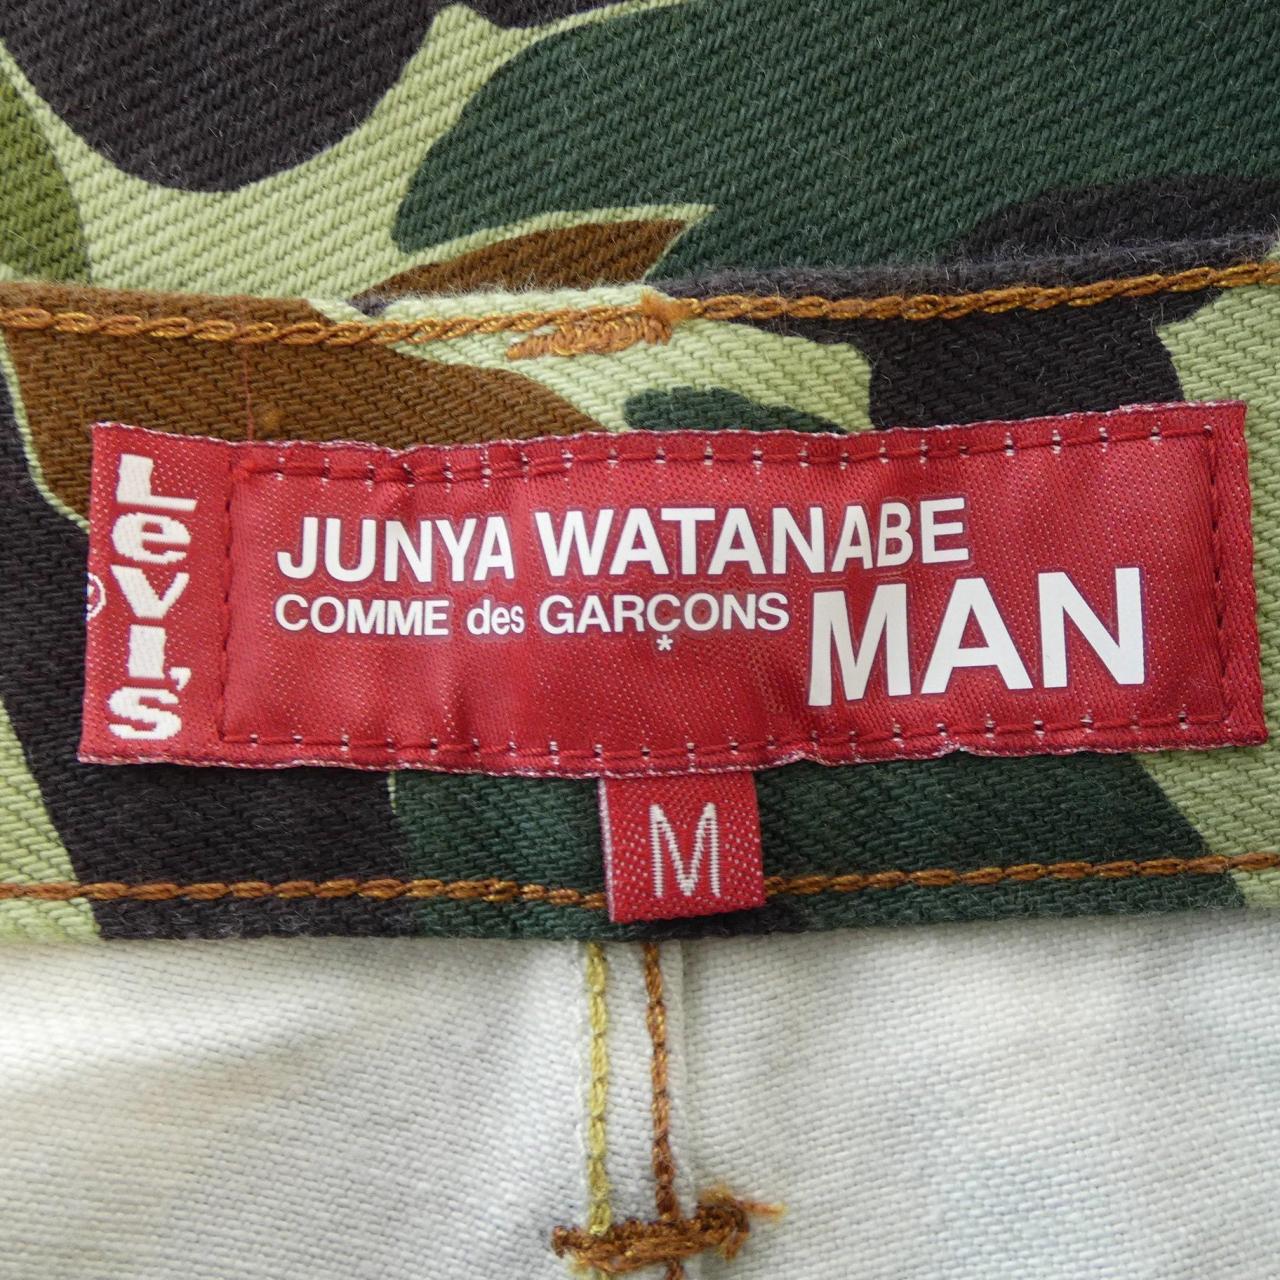 Levi's
®
JUNYA WATANABE
COMME des GARÇONS MAN
*
M